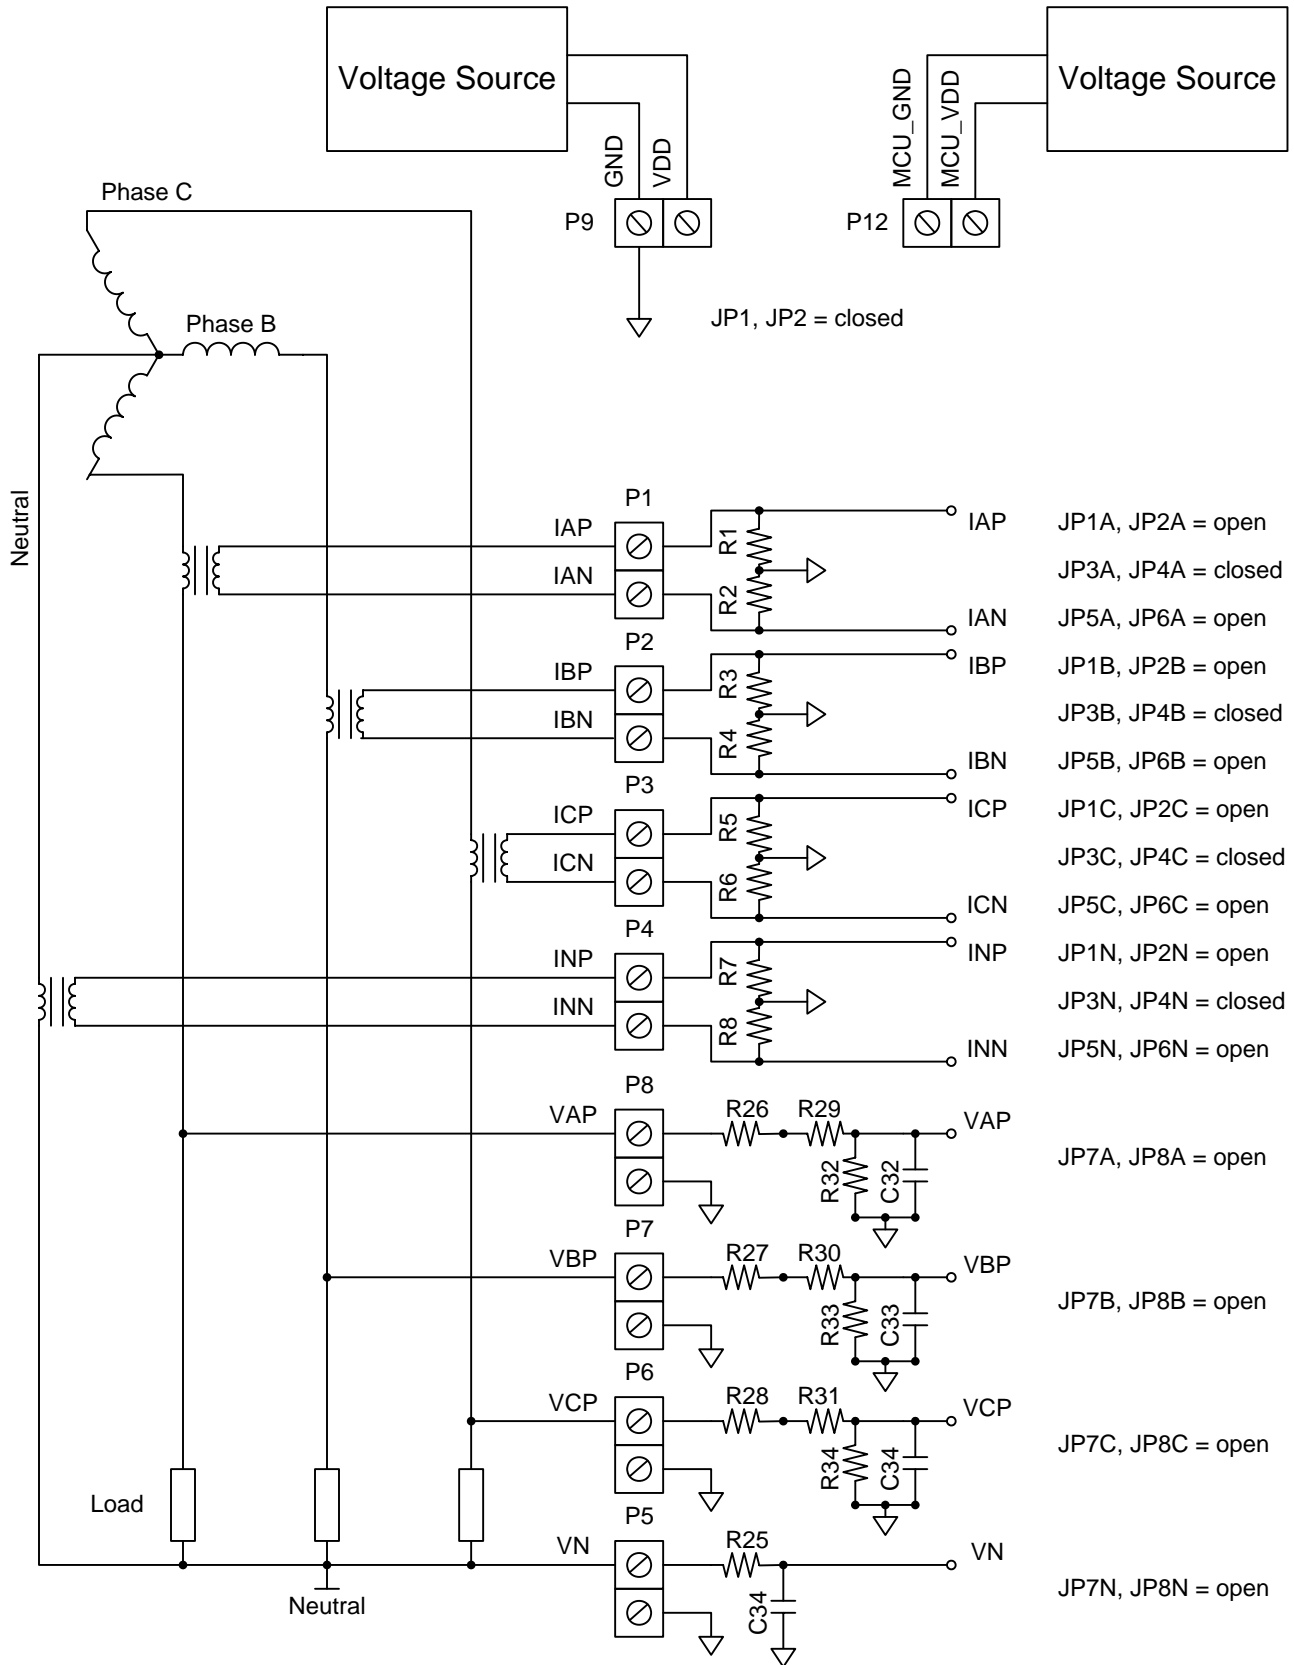 Voltage Source
Voltage Source
GND
VDD
MCU_GND
MCU_VDD
Phase C
P9
P12
JP1, JP2 = closed
Phase B
Neutral
P1
IAP
IAN
R1
R2
IAP
IAN
JP1A, JP2A = open
JP3A, JP4A = closed
JP5A, JP6A = open
P2
IBP
IBN
R3
R4
IBP
IBN
JP1B, JP2B = open
JP3B, JP4B = closed
JP5B, JP6B = open
P3
ICP
ICN
R5
R6
ICP
ICN
JP1C, JP2C = open
JP3C, JP4C = closed
JP5C, JP6C = open
P4
INP
INN
R7
R8
INP
INN
JP1N, JP2N = open
JP3N, JP4N = closed
JP5N, JP6N = open
P8
VAP
R26
R29
R32
C32
VAP
JP7A, JP8A = open
P7
VBP
R27
R30
R33
C33
VBP
JP7B, JP8B = open
P6
VCP
R28
R31
R34
C34
VCP
JP7C, JP8C = open
Load
P5
VN
R25
C34
VN
JP7N, JP8N = open
Neutral